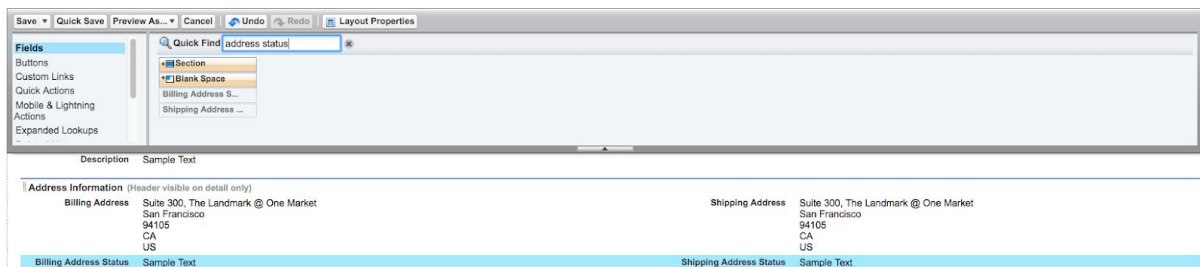 Save Quick Save Preview As... Cancel Undo Redo Layout Properties
Fields
Buttons
Custom Links
Quick Actions
Mobile & Lightning
Actions
Expanded Lookups
Quick Find address status
Section
Blank Space
Billing Address S...
Shipping Address ...
Description Sample Text
Address Information (Header visible on detail only)
Billing Address Suite 300, The Landmark @ One Market
San Francisco
94105
CA
US
Shipping Address Suite 300, The Landmark @ One Market
San Francisco
94105
CA
US
Billing Address Status Sample Text
Shipping Address Status Sample Text